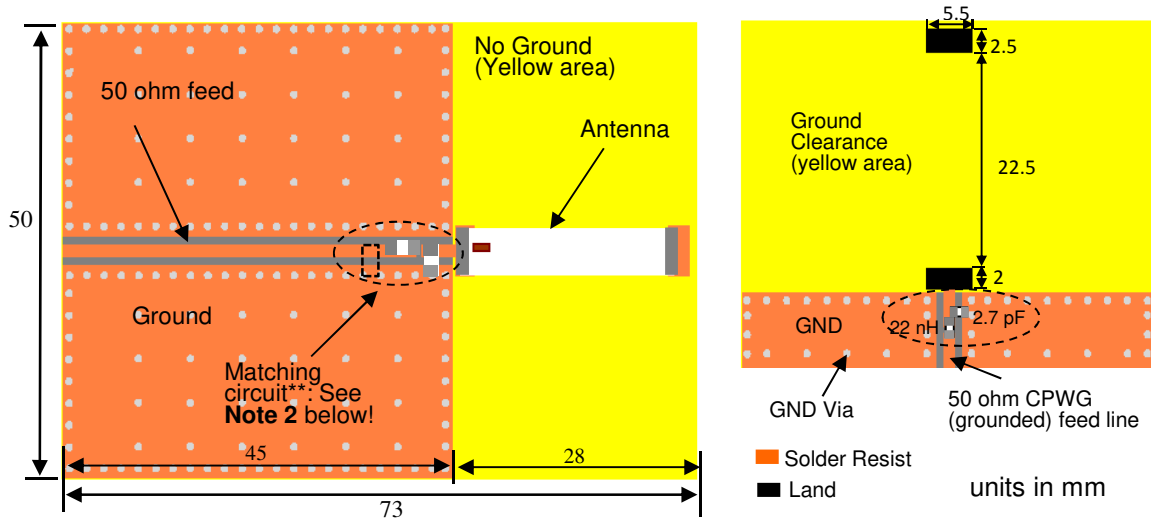 No Ground
(Yellow area)
50 ohm feed
Antenna
50
Ground
Matching
circuit**: See
Note 2 below!
45
28
73
5.5
2.5
Ground
Clearance
(yellow area)
22.5
2
GND
22 nH
2.7 pF
GND Via
50 ohm CPWG
(grounded) feed line
Solder Resist
Land
units in mm